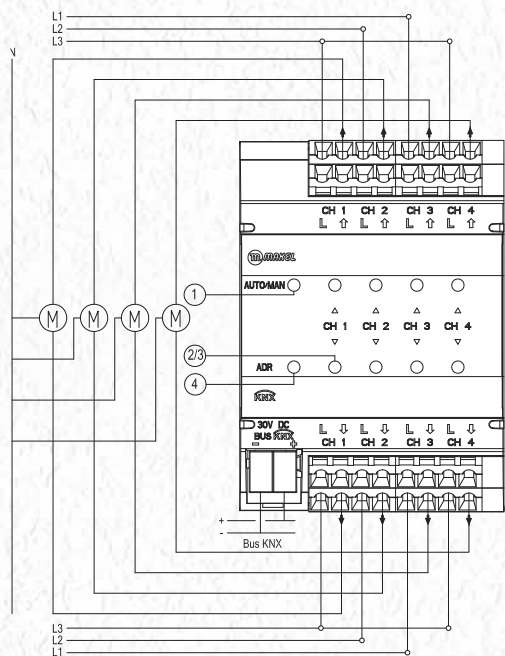 L1
L2
L3
N
CH 1 CH 2 CH 3 CH 4
L L L L
m MAXEL
AUTO/MAN
1
CH 1 CH 2 CH 3 CH 4
M M M M
2/3
ADR
4
KNX
30V DC
BUS KNX
L L L L
CH 1 CH 2 CH 3 CH 4
- +
+
-
Bus KNX
L3
L2
L1